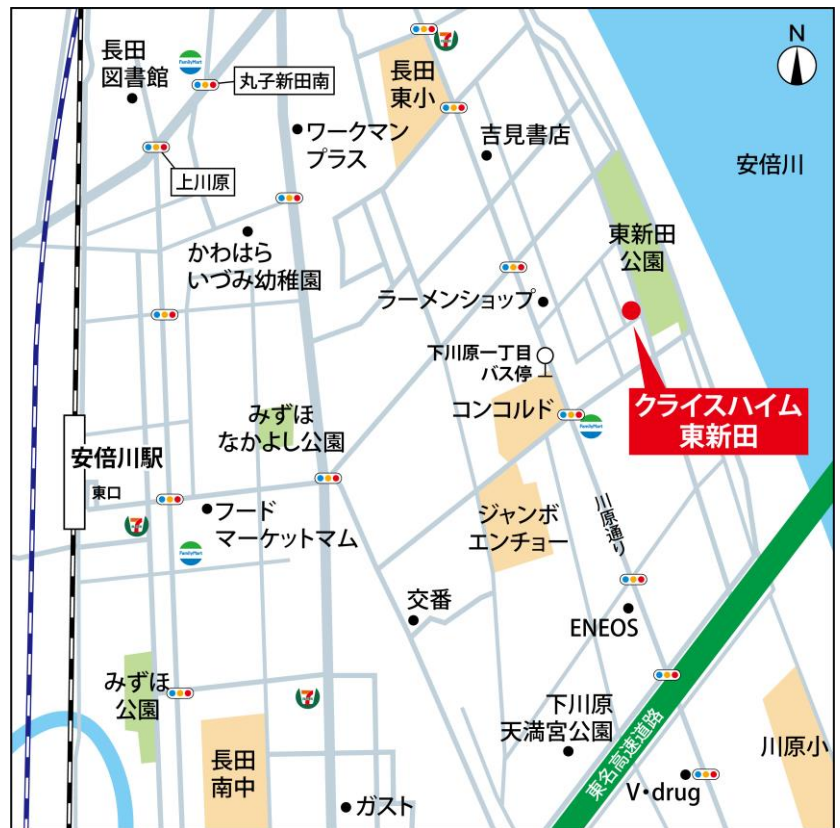 N
長田
図書館
FamilyMart
丸子新田南
7
長田
東小
ワークマン
プラス
吉見書店
安倍川
上川原
かわはら
いづみ幼稚園
東新田
公園
ラーメンショップ
下川原一丁目
バス停
コンコルド
FamilyMart
クライスハイム
東新田
みずほ
なかよし公園
安倍川駅
東口
7
フード
マーケットマム
FamilyMart
ジャンボ
エンチョー
川原通り
交番
ENEOS
みずほ
公園
7
下川原
天満宮公園
東名高速道路
川原小
長田
南中
ガスト
V・drug